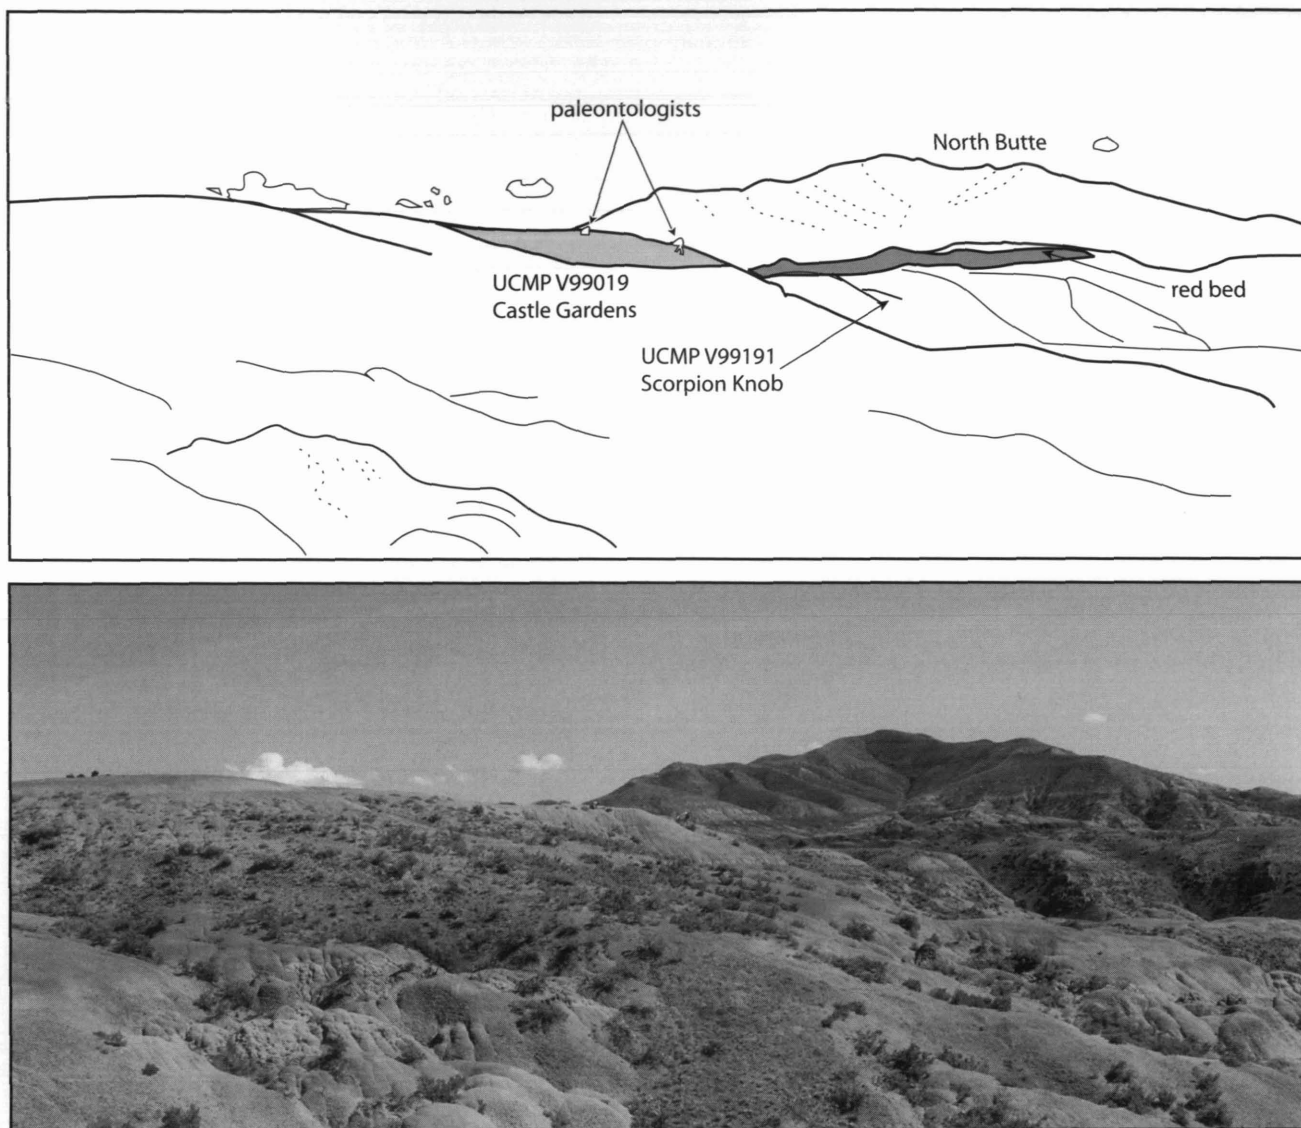 paleontologists
North Butte
UCMP V99019
Castle Gardens
red bed
UCMP V99191
Scorpion Knob